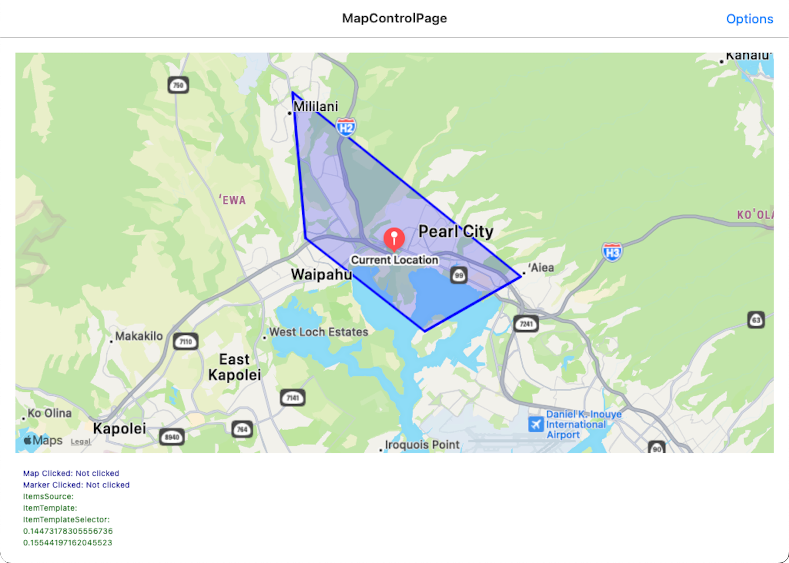 MapControlPage
Options
Kahalu'
750
Mililani
H2
'EWA
KO'OLA
Pearl City
H3
Current Location
Waipahu
99
'Aiea
7241
63
West Loch Estates
Makakilo
7110
East
Kapolei
7141
Ko Olina
Kapolei
8940
764
Daniel K. Inouye
International
Airport
Maps
Legal
Iroquois Point
90
Map Clicked: Not clicked
Marker Clicked: Not clicked
ItemsSource:
ItemTemplate:
ItemTemplateSelector:
0.14473178305556736
0.15544197162045523